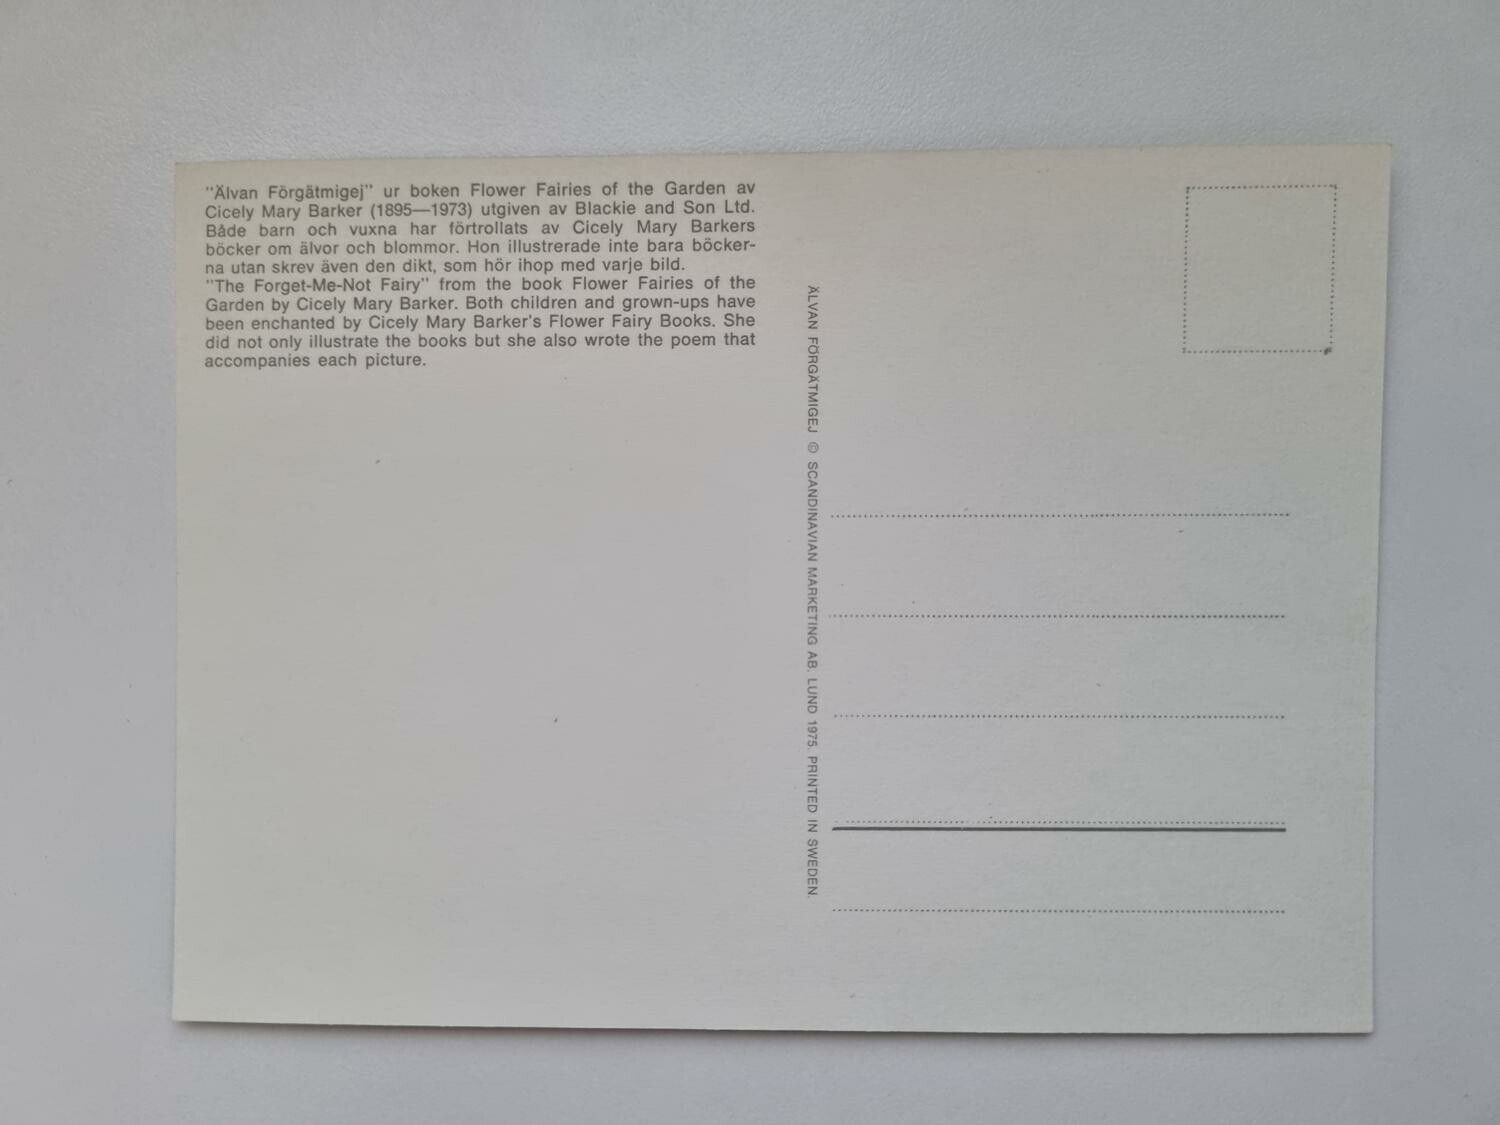 "Älvan Förgätmigej" ur boken Flower Fairies of the Garden av
Cicely Mary Barker (1895—1973) utgiven av Blackie and Son Ltd.
Både barn och vuxna har förtrollats av Cicely Mary Barkers
böcker om älvor och blommor. Hon illustrerade inte bara böcker-
na utan skrev även den dikt, som hör ihop med varje bild.
"The Forget-Me-Not Fairy" from the book Flower Fairies of the
Garden by Cicely Mary Barker. Both children and grown-ups have
been enchanted by Cicely Mary Barker's Flower Fairy Books. She
did not only illustrate the books but she also wrote the poem that
accompanies each picture.
ÄLVAN FÖRGÄTMIGEJ © SCANDINAVIAN MARKETING AB. LUND 1975. PRINTED IN SWEDEN.